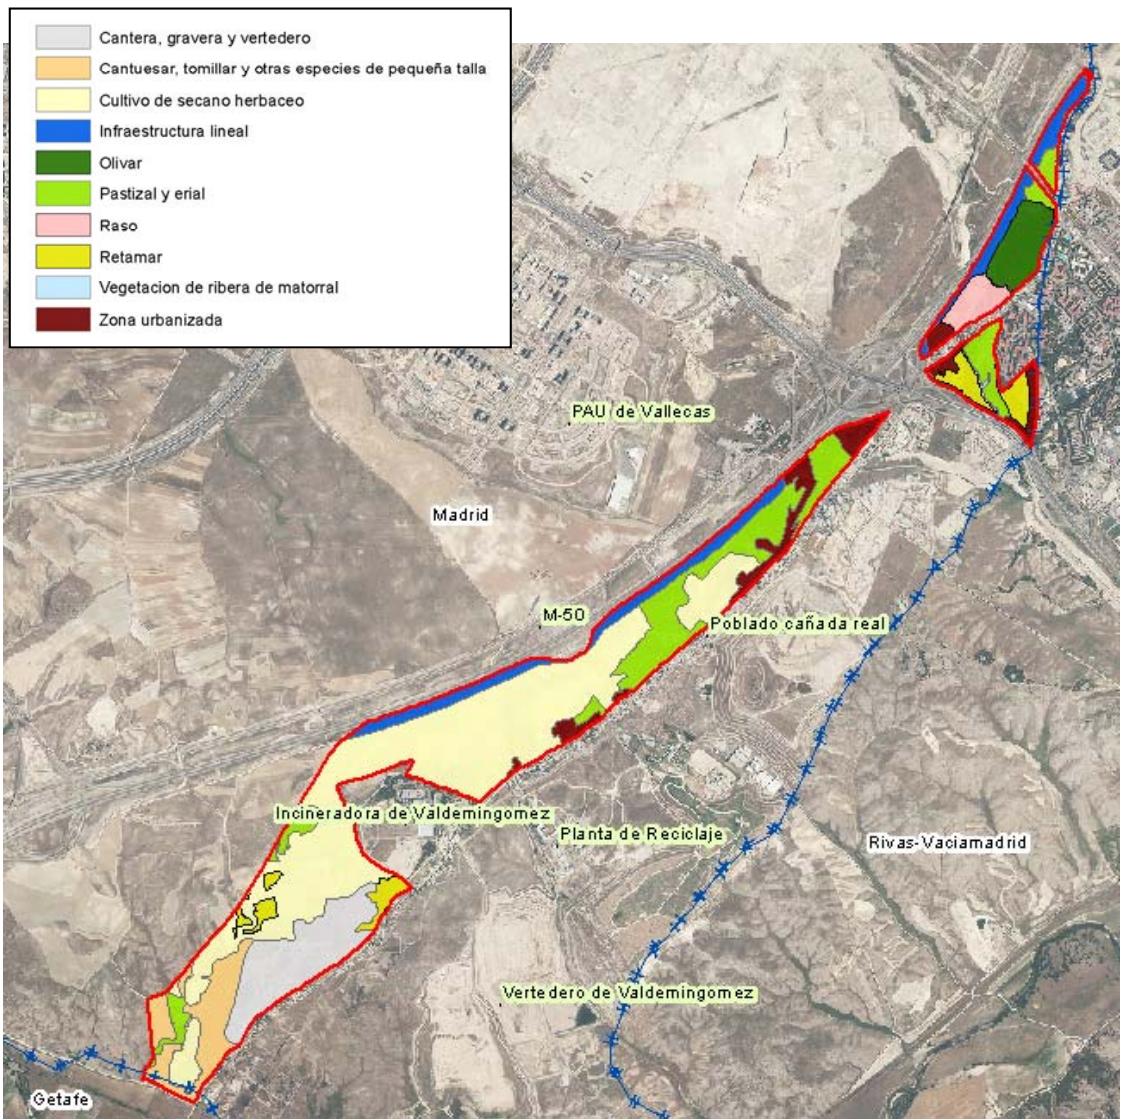 Cantera, gravera y vertedero
Cantuesar, tomillar y otras especies de pequeña talla
Cultivo de secano herbaceo
Infraestructura lineal
Olivar
Pastizal y erial
Raso
Retamar
Vegetacion de ribera de matorral
Zona urbanizada
PAU de Vallecas
Madrid
M-50
Poblado cañada real
Incineradora de Valdemingomez
Planta de Reciclaje
Rivas-Vaciamadrid
Vertedero de Valdemingomez
Getafe